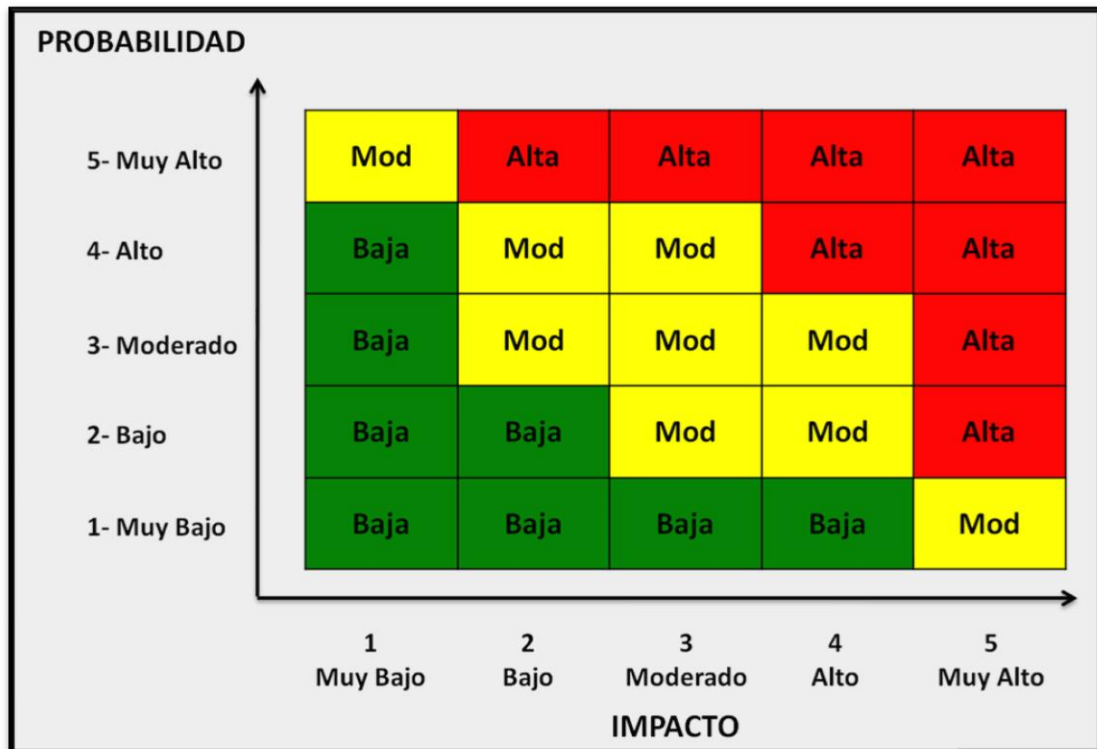 PROBABILIDAD
5- Muy Alto Mod Alta Alta Alta Alta
4- Alto Baja Mod Mod Alta Alta
3- Moderado Baja Mod Mod Mod Alta
2- Bajo Baja Baja Mod Mod Alta
1- Muy Bajo Baja Baja Baja Baja Mod
1 2 3 4 5
Muy Bajo Bajo Moderado Alto Muy Alto
IMPACTO